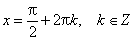 x = π/2 + 2πk, k ∈ Z